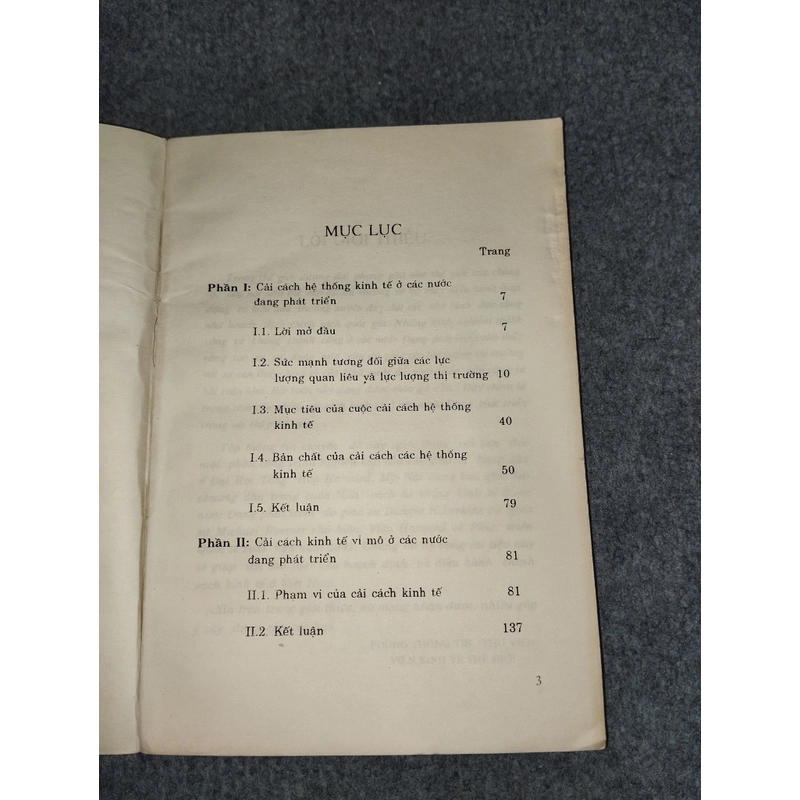 MỤC LỤC
Trang
Phần I: Cải cách hệ thống kinh tế ở các nước
đang phát triển 7
I.1. Lời mở đầu 7
I.2. Sức mạnh tương đối giữa các lực
lượng quan liêu và lực lượng thị trường 10
I.3. Mục tiêu của cuộc cải cách hệ thống
kinh tế 40
I.4. Bản chất của cải cách các hệ thống
kinh tế 50
I.5. Kết luận 79
Phần II: Cải cách kinh tế vi mô ở các nước
đang phát triển 81
II.1. Phạm vi của cải cách kinh tế 81
II.2. Kết luận 137
3